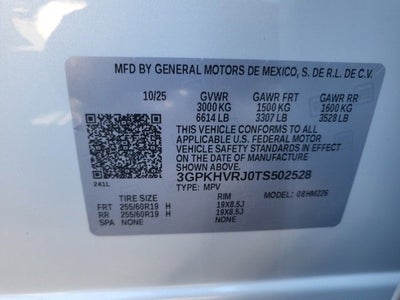 MFD BY GENERAL MOTORS DE MEXICO, S. DE R.L. DE C.V.
10/25 GVWR GAWR FRT GAWR RR
3000 KG 1500 KG 1600 KG
6614 LB 3307 LB 3528 LB
THIS VEHICLE CONFORMS TO ALL
APPLICABLE U.S. FEDERAL MOTOR
VEHICLE SAFETY STANDARDS IN EFFECT
ON THE DATE OF MANUFACTURE
SHOWN ABOVE.
3GPKHVRJ0TS502528
TYPE: MPV MODEL: 08HM226
241L
TIRE SIZE RIM
FRT 255/60R19 H 19X8.5J
RR 255/60R19 H 19X8.5J
SPA NONE NONE